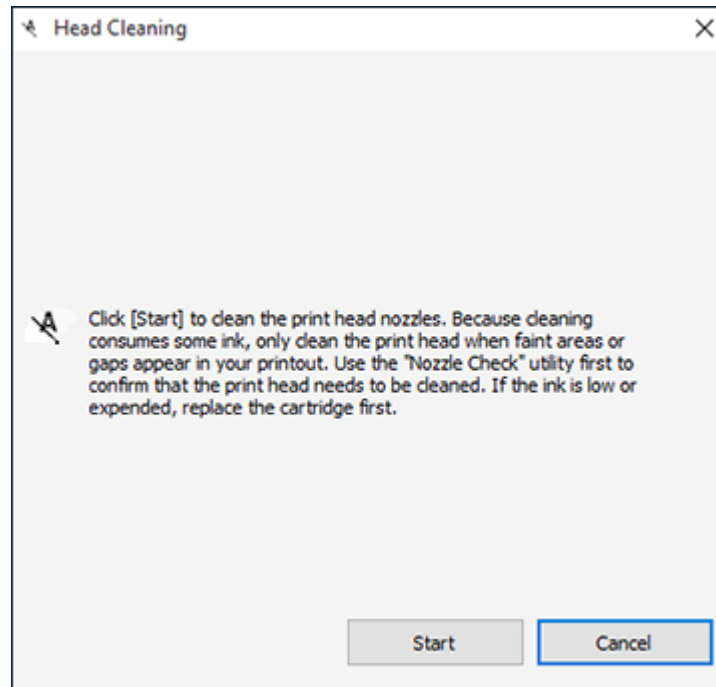 Head Cleaning
Click [Start] to clean the print head nozzles. Because cleaning
consumes some ink, only clean the print head when faint areas or
gaps appear in your printout. Use the "Nozzle Check" utility first to
confirm that the print head needs to be cleaned. If the ink is low or
expended, replace the cartridge first.
Start
Cancel